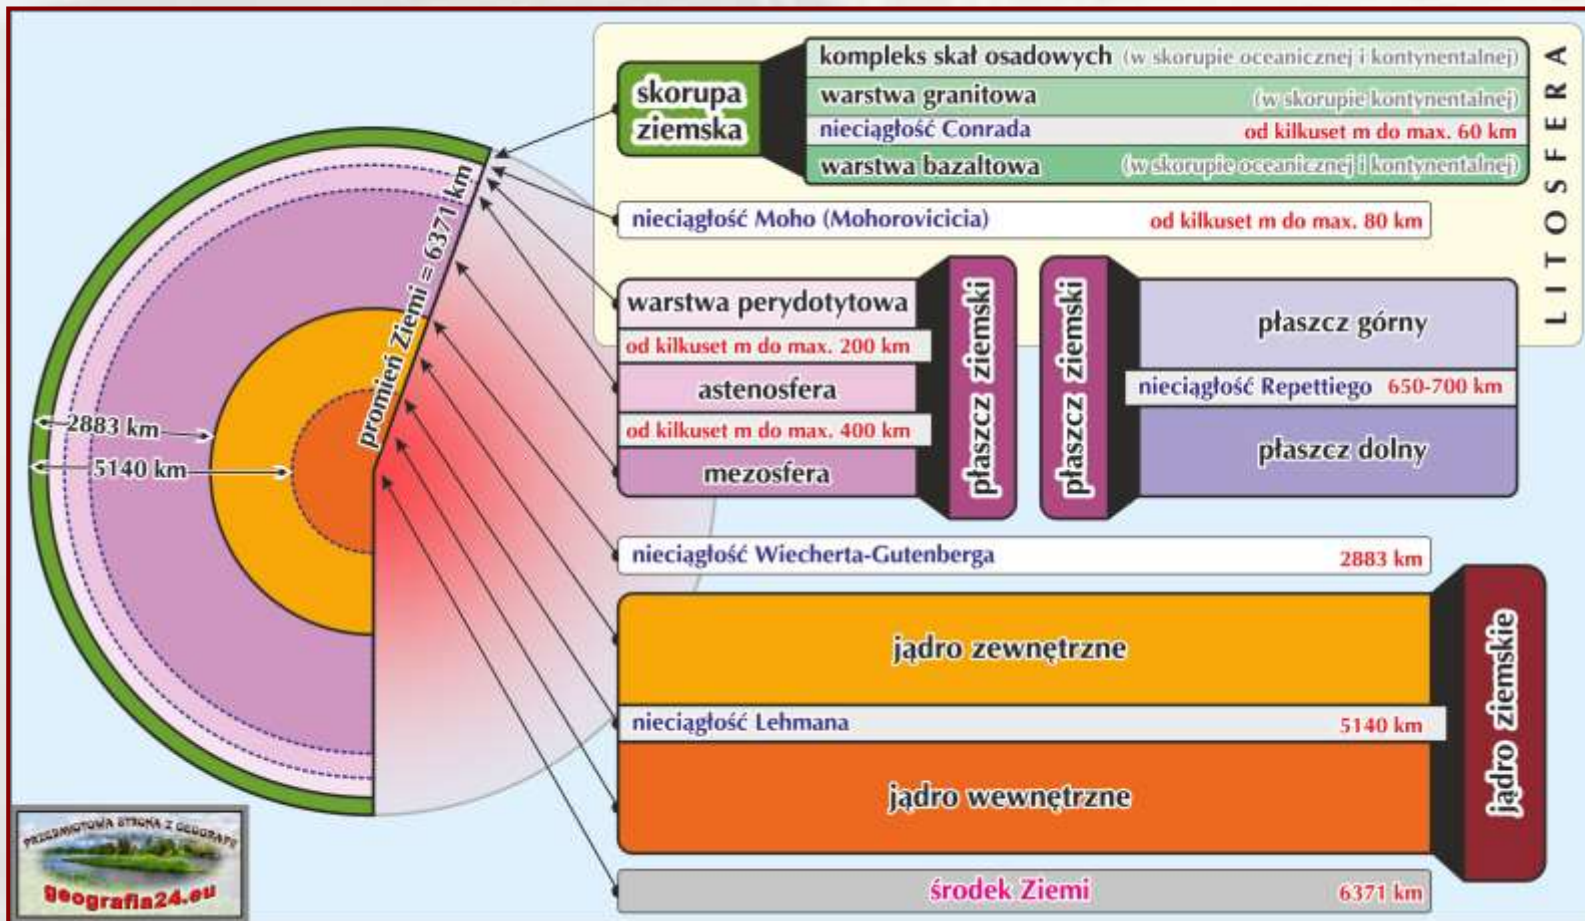 skorupa
ziemska
kompleks skał osadowych (w skorupie oceanicznej i kontynentalnej)
warstwa granitowa (w skorupie kontynentalnej)
nieciągłość Conrada od kilkuset m do max. 60 km
warstwa bazaltowa (w skorupie oceanicznej i kontynentalnej)
LITOSFERA
nieciągłość Moho (Mohorovicicia) od kilkuset m do max. 80 km
promień Ziemi = 6371 km
2883 km
5140 km
warstwa perydotytowa
od kilkuset m do max. 200 km
astenosfera
od kilkuset m do max. 400 km
mezosfera
płaszcz ziemski
płaszcz ziemski
płaszcz górny
nieciągłość Repettiego 650-700 km
płaszcz dolny
nieciągłość Wiecherta-Gutenberga 2883 km
jądro zewnętrzne
nieciągłość Lehmana 5140 km
jądro wewnętrzne
jądro ziemskie
środek Ziemi 6371 km
PRZEDMIOTOWA STRONA Z GEOGRAFII
geografia24.eu